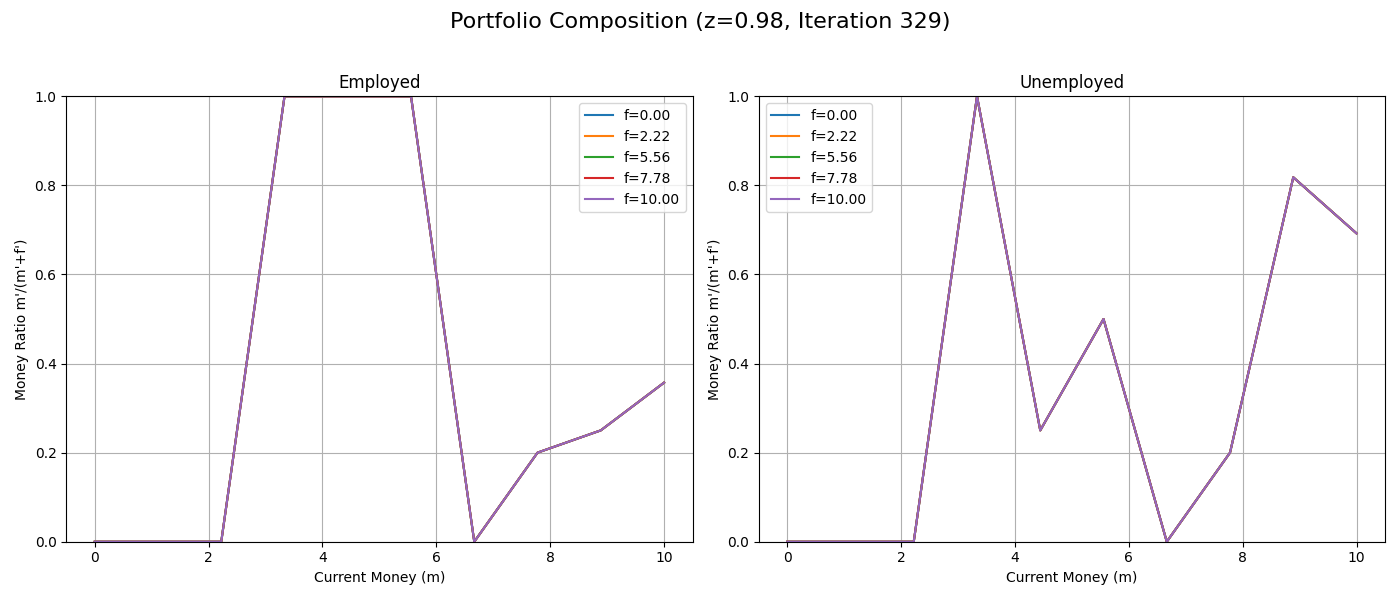 Portfolio Composition (z=0.98, Iteration 329)
Employed
Money Ratio m'/(m'+f')
1.0
0.8
0.6
0.4
0.2
0.0
0 2 4 6 8 10
Current Money (m)
f=0.00
f=2.22
f=5.56
f=7.78
f=10.00
Unemployed
Money Ratio m'/(m'+f')
1.0
0.8
0.6
0.4
0.2
0.0
0 2 4 6 8 10
Current Money (m)
f=0.00
f=2.22
f=5.56
f=7.78
f=10.00